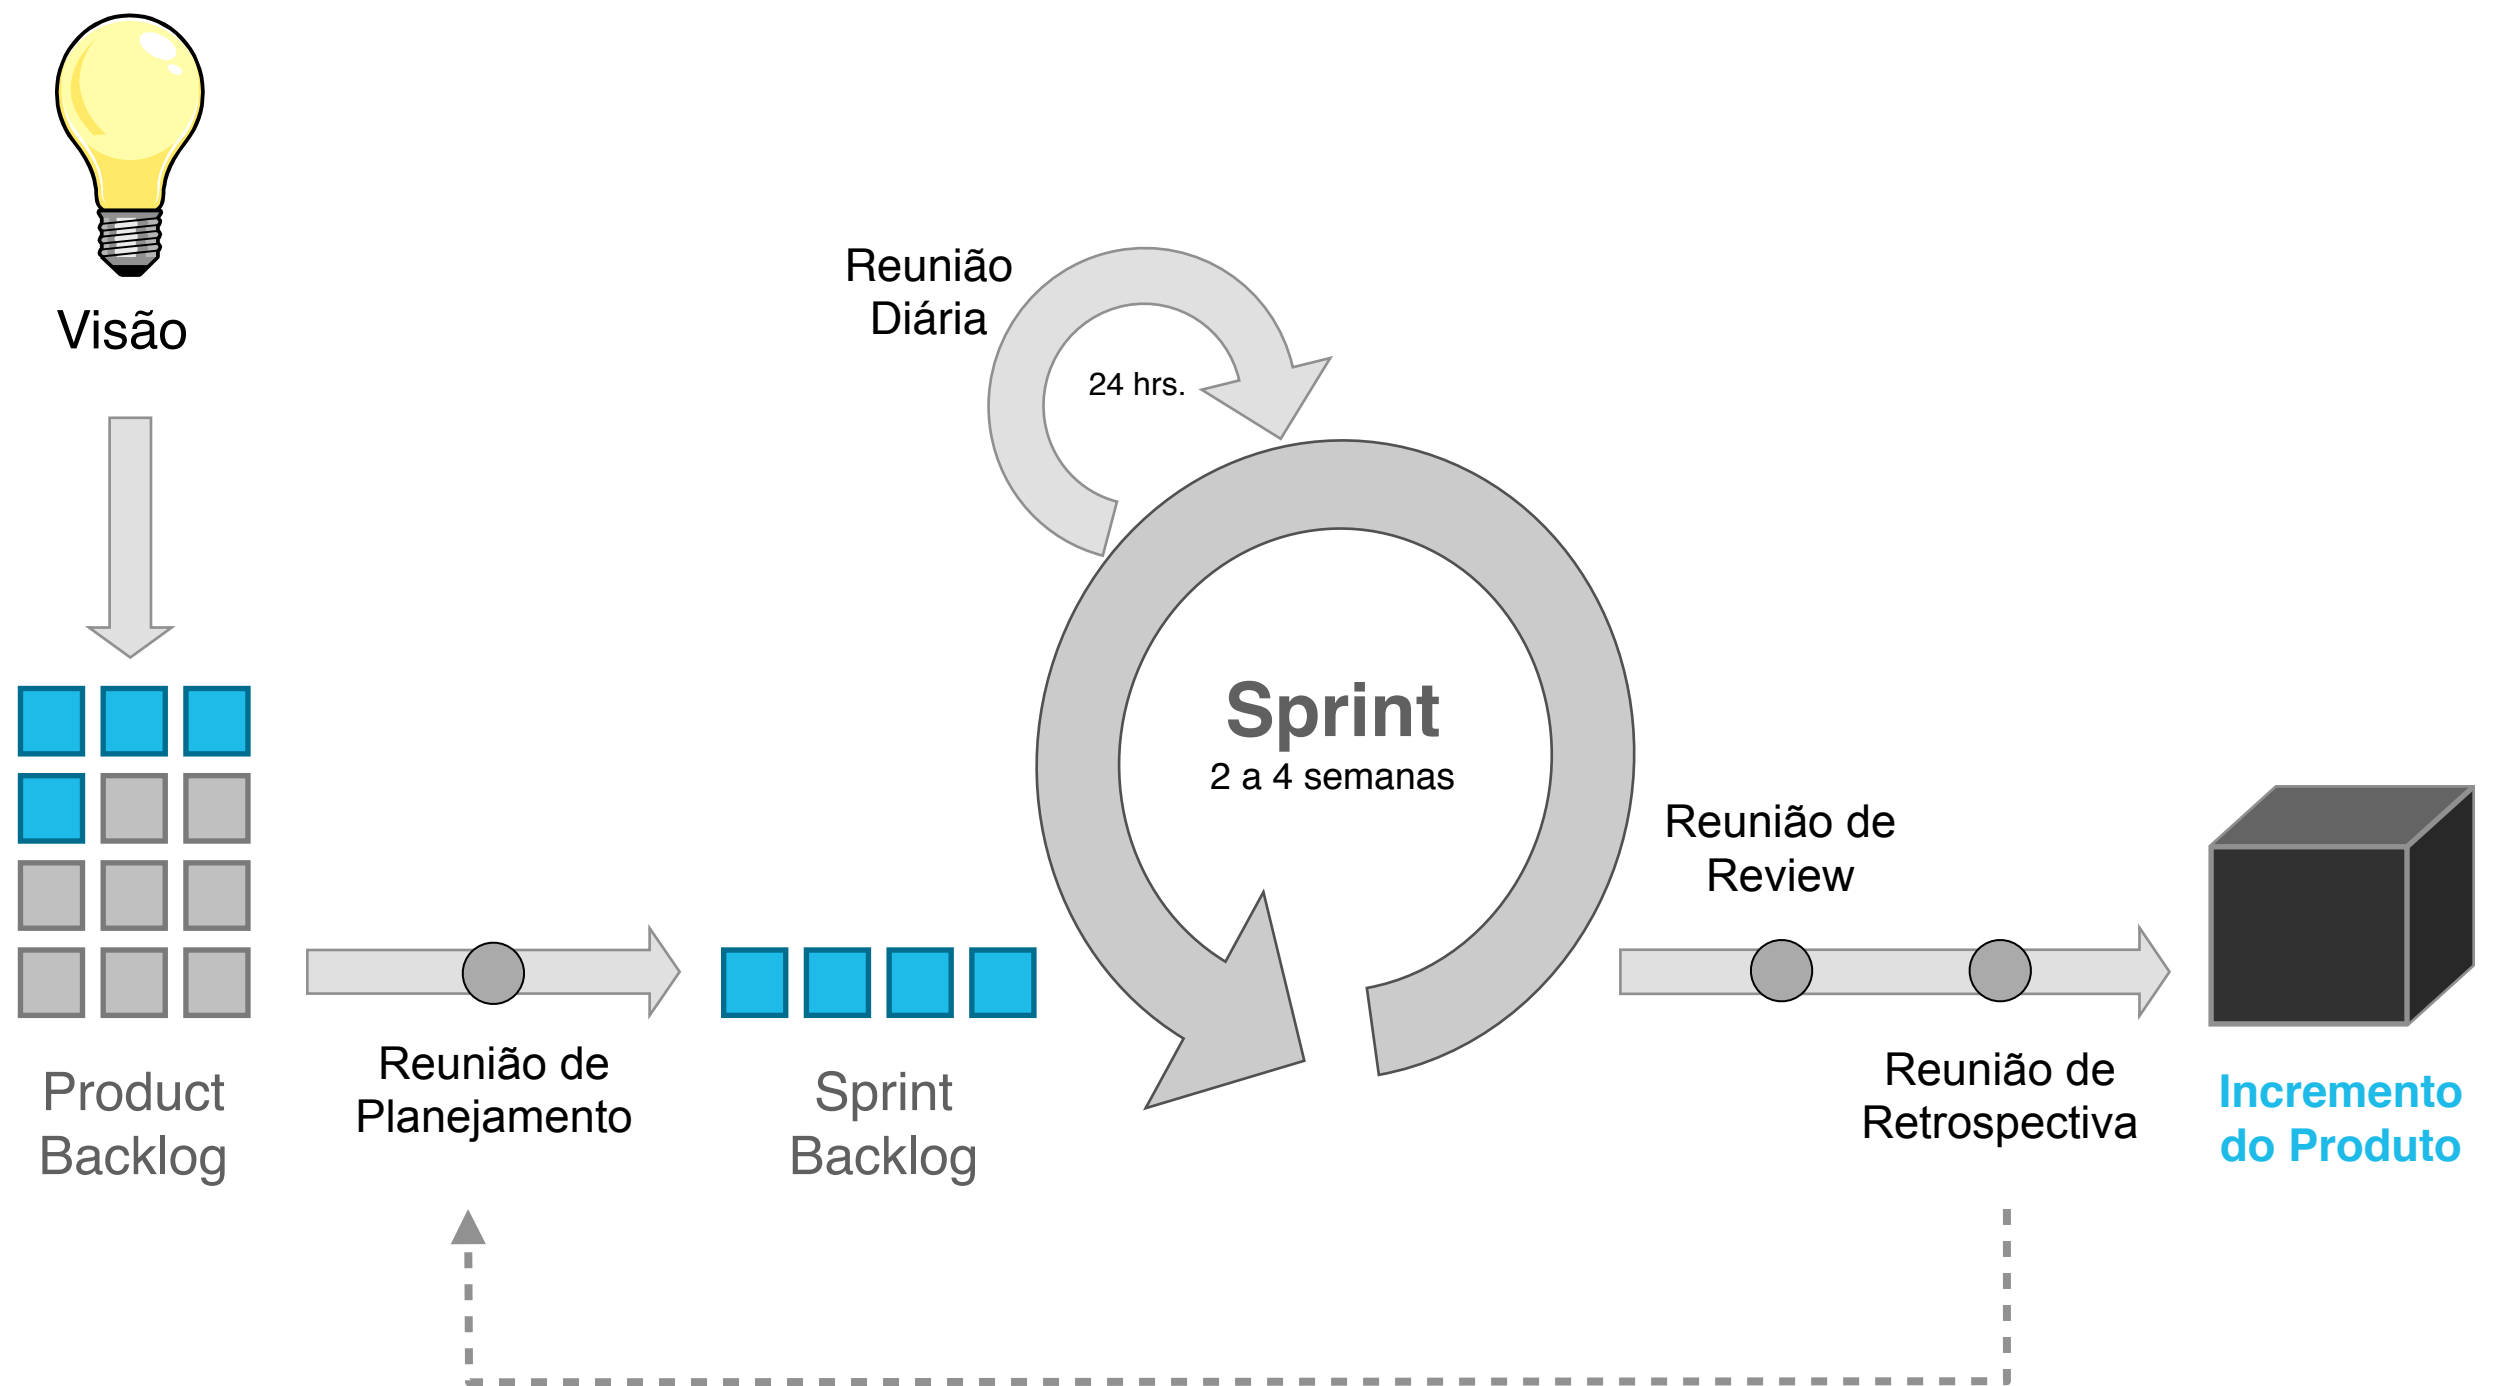 Visão
Reunião
Diária
24 hrs.
Sprint
2 a 4 semanas
Reunião de
Review
Product
Backlog
Reunião de
Planejamento
Sprint
Backlog
Reunião de
Retrospectiva
Incremento
do Produto